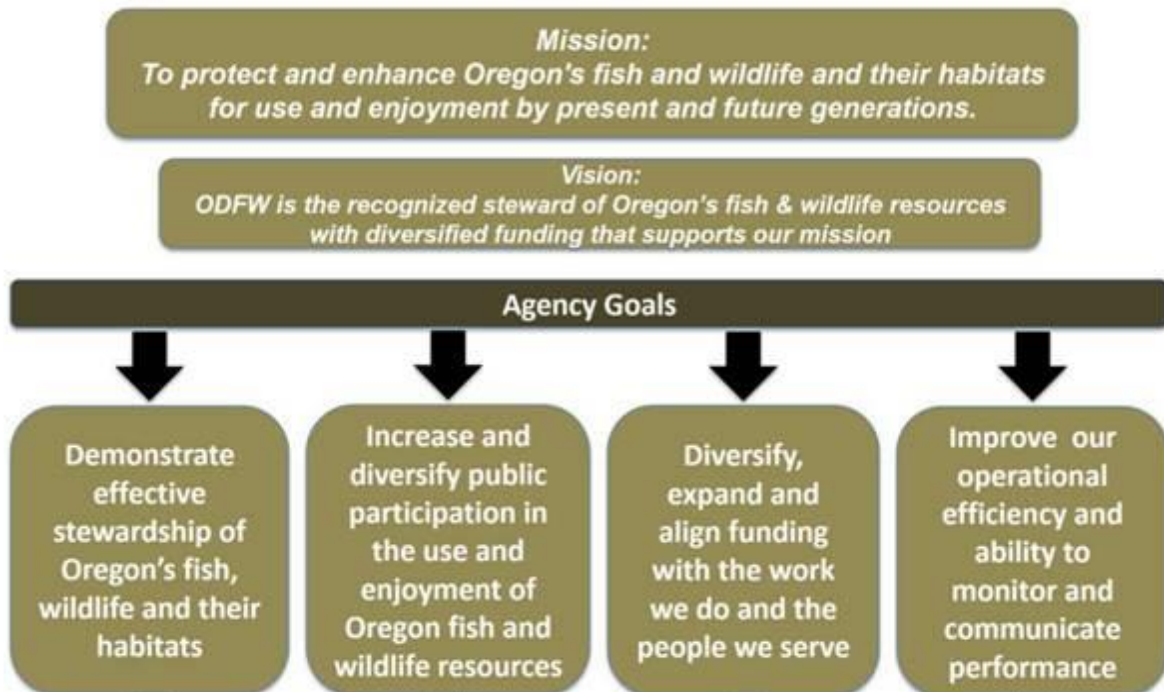 Mission:
To protect and enhance Oregon's fish and wildlife and their habitats
for use and enjoyment by present and future generations.
Vision:
ODFW is the recognized steward of Oregon's fish & wildlife resources
with diversified funding that supports our mission
Agency Goals
Demonstrate
effective
stewardship of
Oregon's fish,
wildlife and their
habitats
Increase and
diversify public
participation in
the use and
enjoyment of
Oregon fish and
wildlife resources
Diversify,
expand and
align funding
with the work
we do and the
people we serve
Improve our
operational
efficiency and
ability to
monitor and
communicate
performance